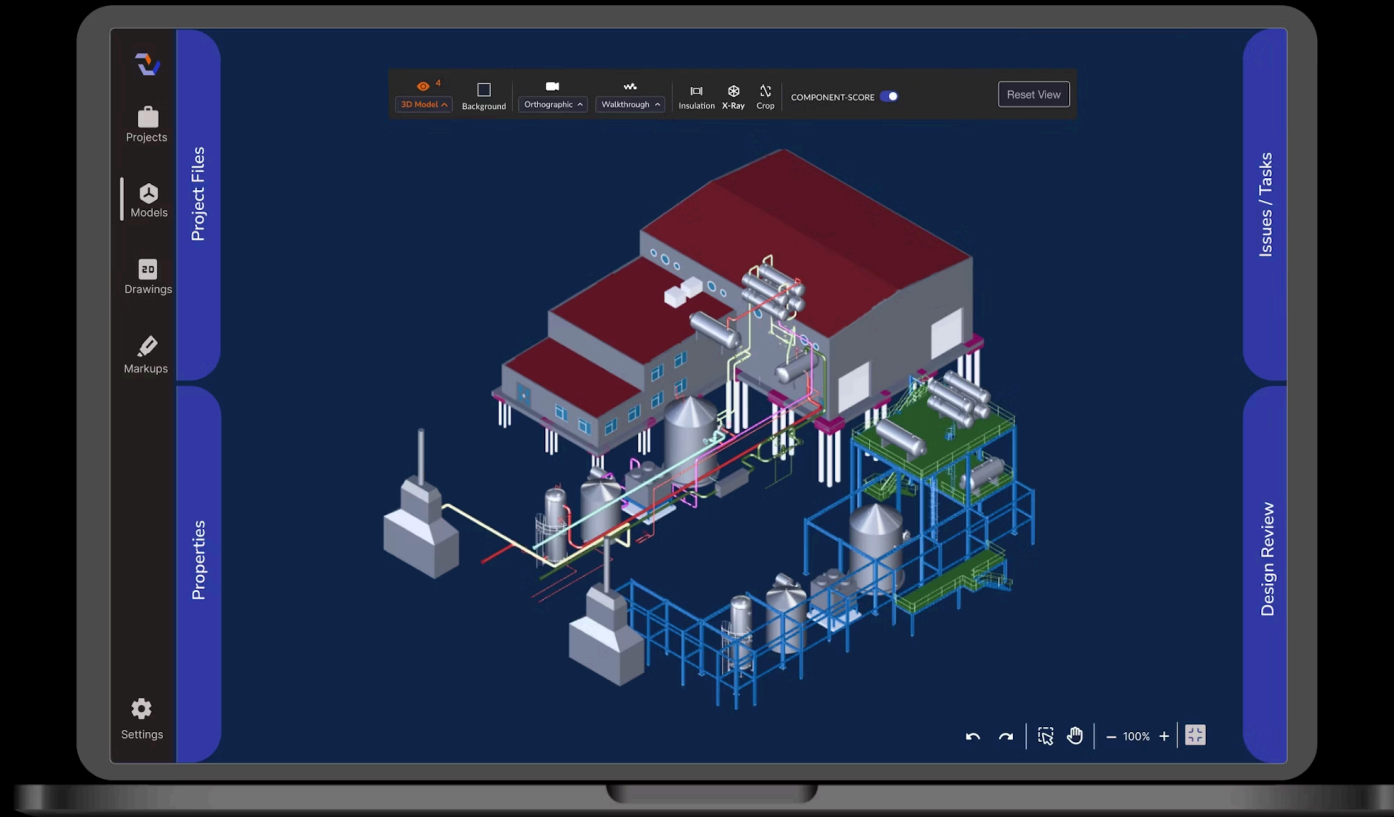 4
3D Model
Background
Orthographic
Walkthrough
Insulation
X-Ray
Crop
COMPONENT-SCORE
Reset View
Projects
Models
2D
Drawings
Markups
Settings
Project Files
Properties
Issues / Tasks
Design Review
100%